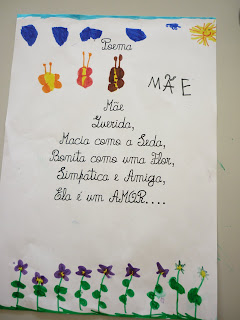 Poema
MÃE
Mãe
Querida,
Macia como a Seda,
Bonita como uma Flor,
Simpática e Amiga,
Ela é um AMOR....